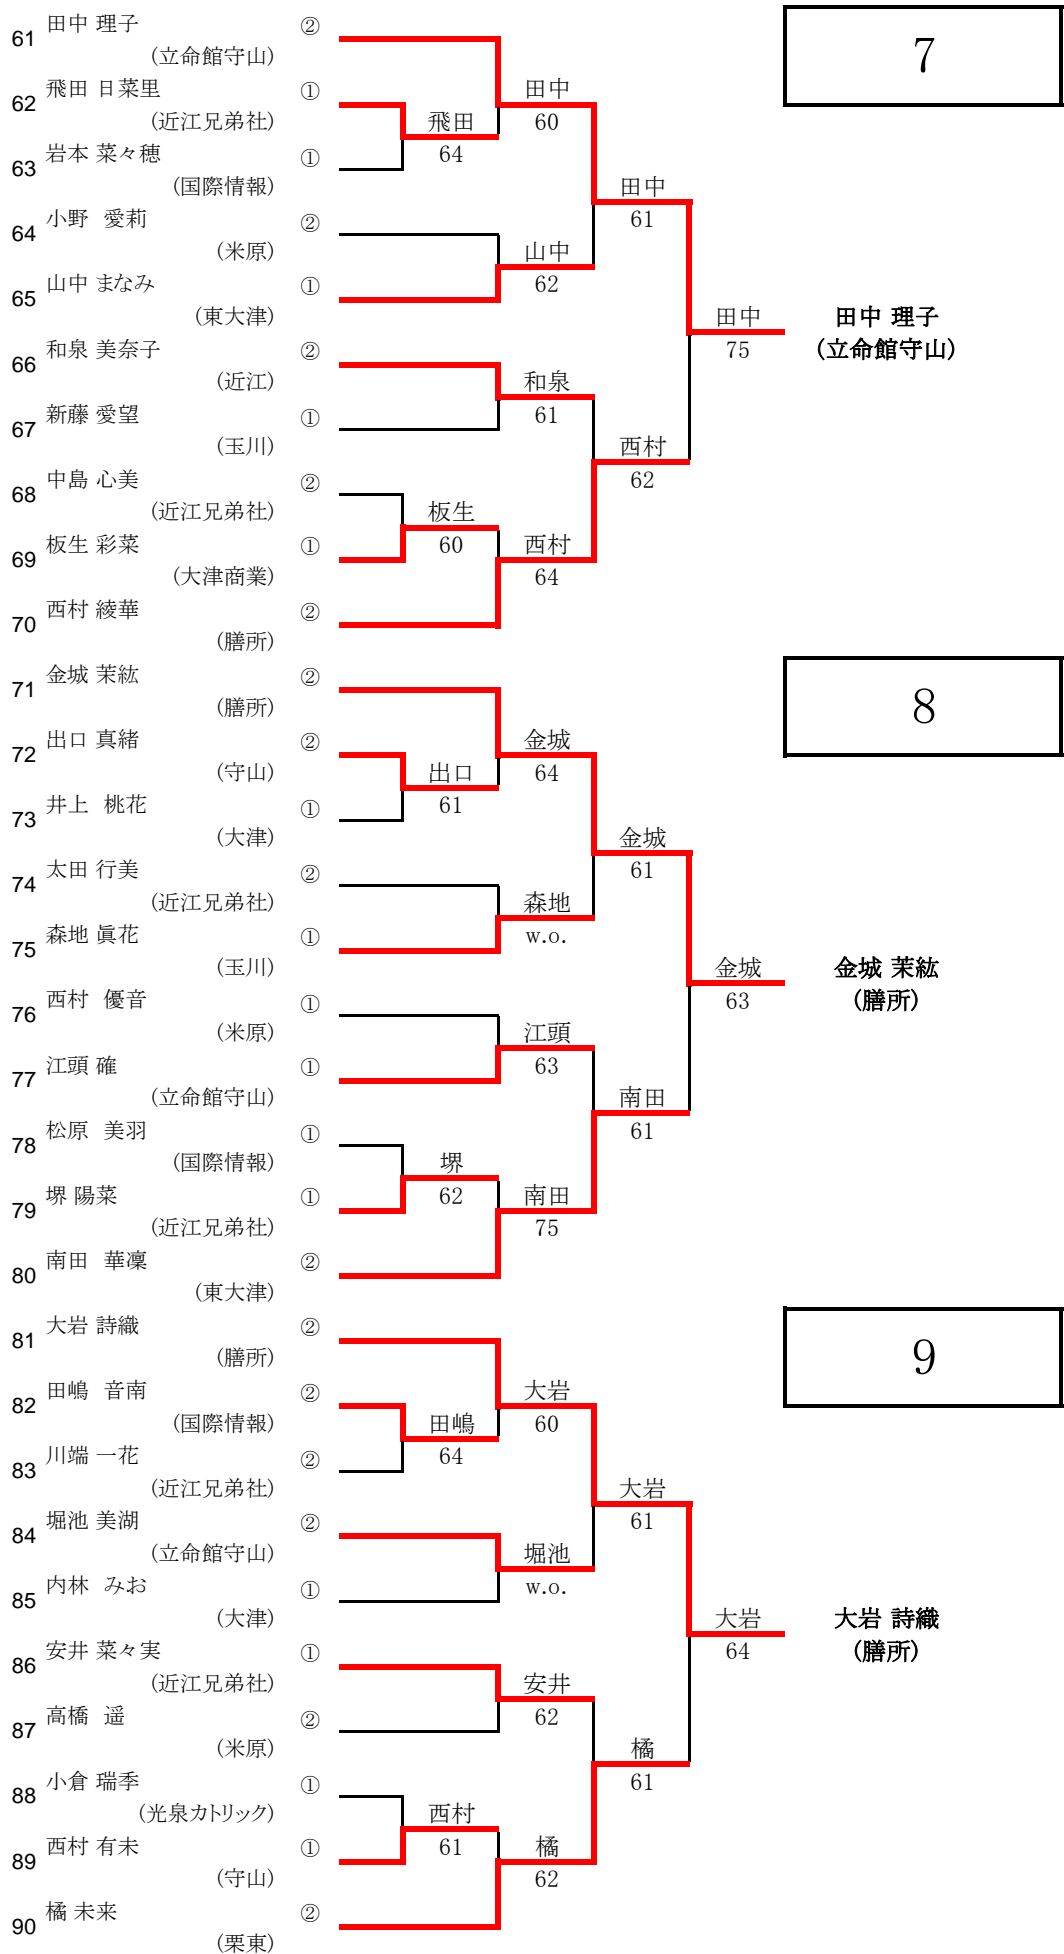 7
61 田中 理子 ②
(立命館守山)
62 飛田 日菜里 ①
(近江兄弟社)
63 岩本 菜々穂 ①
(国際情報)
64 小野 愛莉 ②
(米原)
65 山中 まなみ ①
(東大津)
66 和泉 美奈子 ②
(近江)
67 新藤 愛望 ①
(玉川)
68 中島 心美 ②
(近江兄弟社)
69 板生 彩菜 ①
(大津商業)
70 西村 綾華 ②
(膳所)
飛田
64
板生
60
田中
60
山中
62
和泉
61
西村
64
田中
61
西村
62
田中
75
田中 理子
(立命館守山)
8
71 金城 茉紘 ②
(膳所)
72 出口 真緒 ②
(守山)
73 井上 桃花 ①
(大津)
74 太田 行美 ②
(近江兄弟社)
75 森地 眞花 ①
(玉川)
76 西村 優音 ①
(米原)
77 江頭 確 ①
(立命館守山)
78 松原 美羽 ①
(国際情報)
79 堺 陽菜 ①
(近江兄弟社)
80 南田 華凜 ②
(東大津)
出口
61
堺
62
金城
64
森地
w.o.
江頭
63
南田
75
金城
61
南田
61
金城
63
金城 茉紘
(膳所)
9
81 大岩 詩織 ②
(膳所)
82 田嶋 音南 ②
(国際情報)
83 川端 一花 ②
(近江兄弟社)
84 堀池 美湖 ②
(立命館守山)
85 内林 みお ①
(大津)
86 安井 菜々実 ①
(近江兄弟社)
87 高橋 遥 ②
(米原)
88 小倉 瑞季 ①
(光泉カトリック)
89 西村 有未 ①
(守山)
90 橘 未来 ②
(栗東)
田嶋
64
西村
61
大岩
60
堀池
w.o.
安井
62
橘
62
大岩
61
橘
61
大岩
64
大岩 詩織
(膳所)